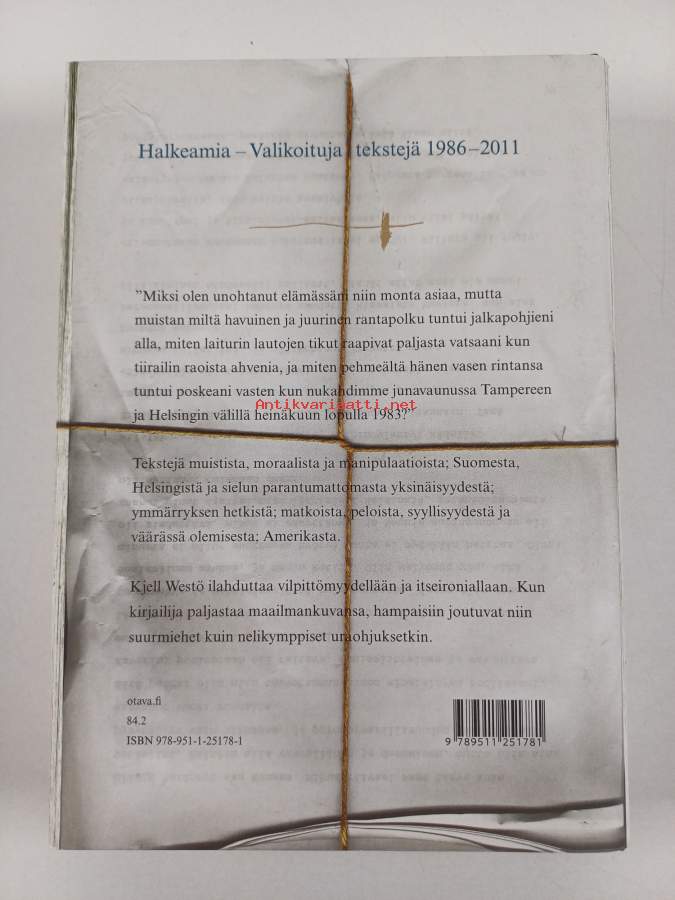 Halkeamia – Valikoituja tekstejä 1986–2011
”Miksi olen unohtanut elämässäni niin monta asiaa, mutta
muistan miltä havuinen ja juurinen rantapolku tuntui jalkapohjieni
alla, miten laiturin lautojen tikut raapivat paljasta vatsaani kun
tiirailin raoista ahvenia, ja miten pehmeältä hänen vasen rintansa
tuntui poskeani vasten kun nukahdimme junavaunussa Tampereen
Antikvariaatti.net
ja Helsingin välillä heinäkuun lopulla 1983?”
Tekstejä muistista, moraalista ja manipulaatioista; Suomesta,
Helsingistä ja sielun parantumattomasta yksinäisyydestä;
ymmärryksen hetkistä; matkoista, peloista, syyllisyydestä ja
väärässä olemisesta; Amerikasta.
Kjell Westö ilahduttaa vilpittömyydellään ja itseironiallaan. Kun
kirjailija paljastaa maailmankuvansa, hampaisiin joutuvat niin
suurmiehet kuin nelikymppiset uraohjuksetkin.
otava.fi
84.2
ISBN 978-951-1-25178-1
9 789511 251781